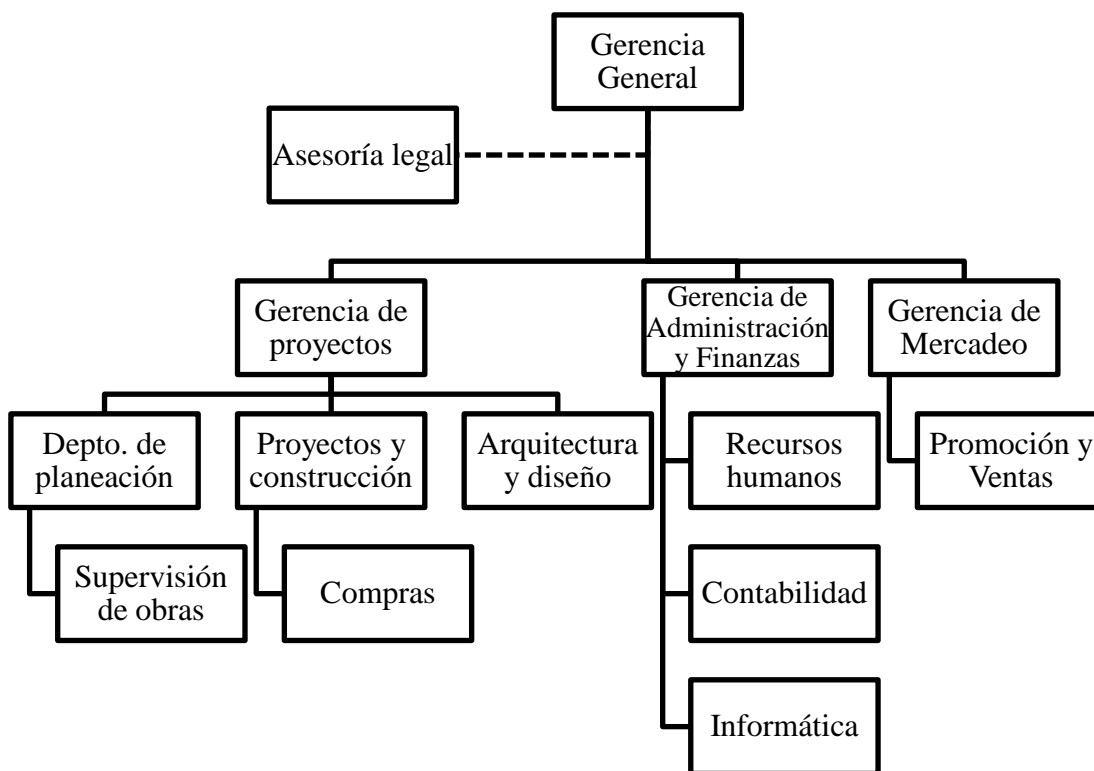 Gerencia
General
Asesoría legal
Gerencia de
proyectos
Gerencia de
Administración
y Finanzas
Gerencia de
Mercadeo
Depto. de
planeación
Proyectos y
construcción
Arquitectura
y diseño
Recursos
humanos
Promoción y
Ventas
Supervisión
de obras
Compras
Contabilidad
Informática